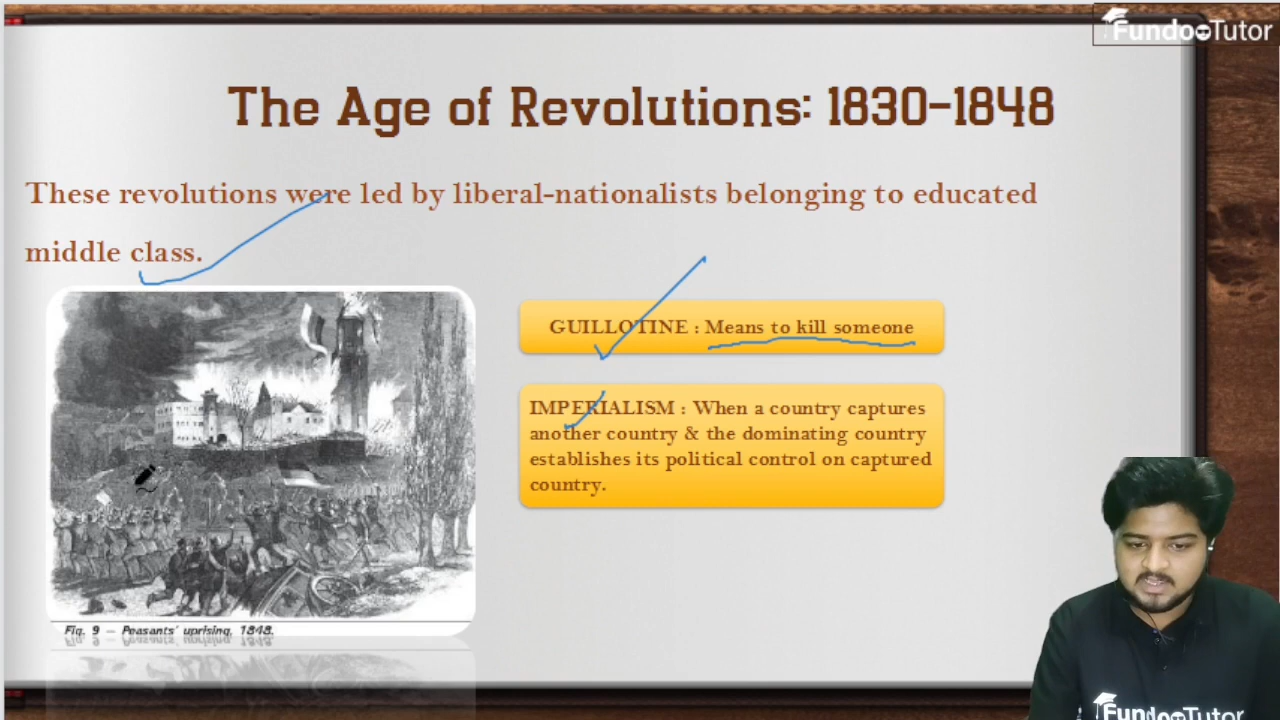 FundooTutor
The Age of Revolutions: 1830-1848
These revolutions were led by liberal-nationalists belonging to educated
middle class.
GUILLOTINE : Means to kill someone
IMPERIALISM : When a country captures
another country & the dominating country
establishes its political control on captured
country.
Fig. 9 — Peasants' uprising, 1848.
FundooTutor